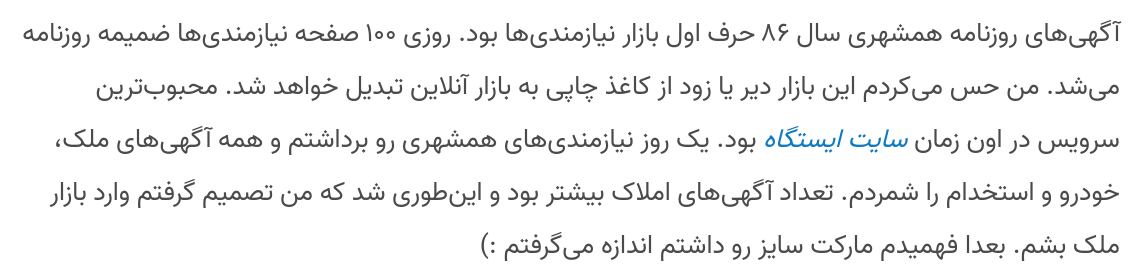 آگهی‌های روزنامه همشهری سال ۸۶ حرف اول بازار نیازمندی‌ها بود. روزی ۱۰۰ صفحه نیازمندی‌ها ضمیمه روزنامه
می‌شد. من حس می‌کردم این بازار دیر یا زود از کاغذ چاپی به بازار آنلاین تبدیل خواهد شد. محبوب‌ترین
سرویس در اون زمان سایت ایستگاه بود. یک روز نیازمندی‌های همشهری رو برداشتم و همه آگهی‌های ملک،
خودرو و استخدام را شمردم. تعداد آگهی‌های املاک بیشتر بود و این‌طوری شد که من تصمیم گرفتم وارد بازار
ملک بشم. بعدا فهمیدم مارکت سایز رو داشتم اندازه می‌گرفتم :)